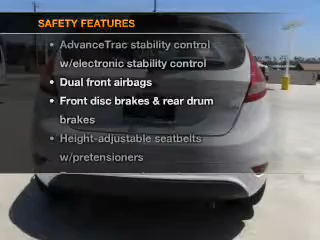 SAFETY FEATURES
• AdvanceTrac stability control
w/electronic stability control
• Dual front airbags
• Front disc brakes & rear drum
brakes
• Height-adjustable seatbelts
w/pretensioners